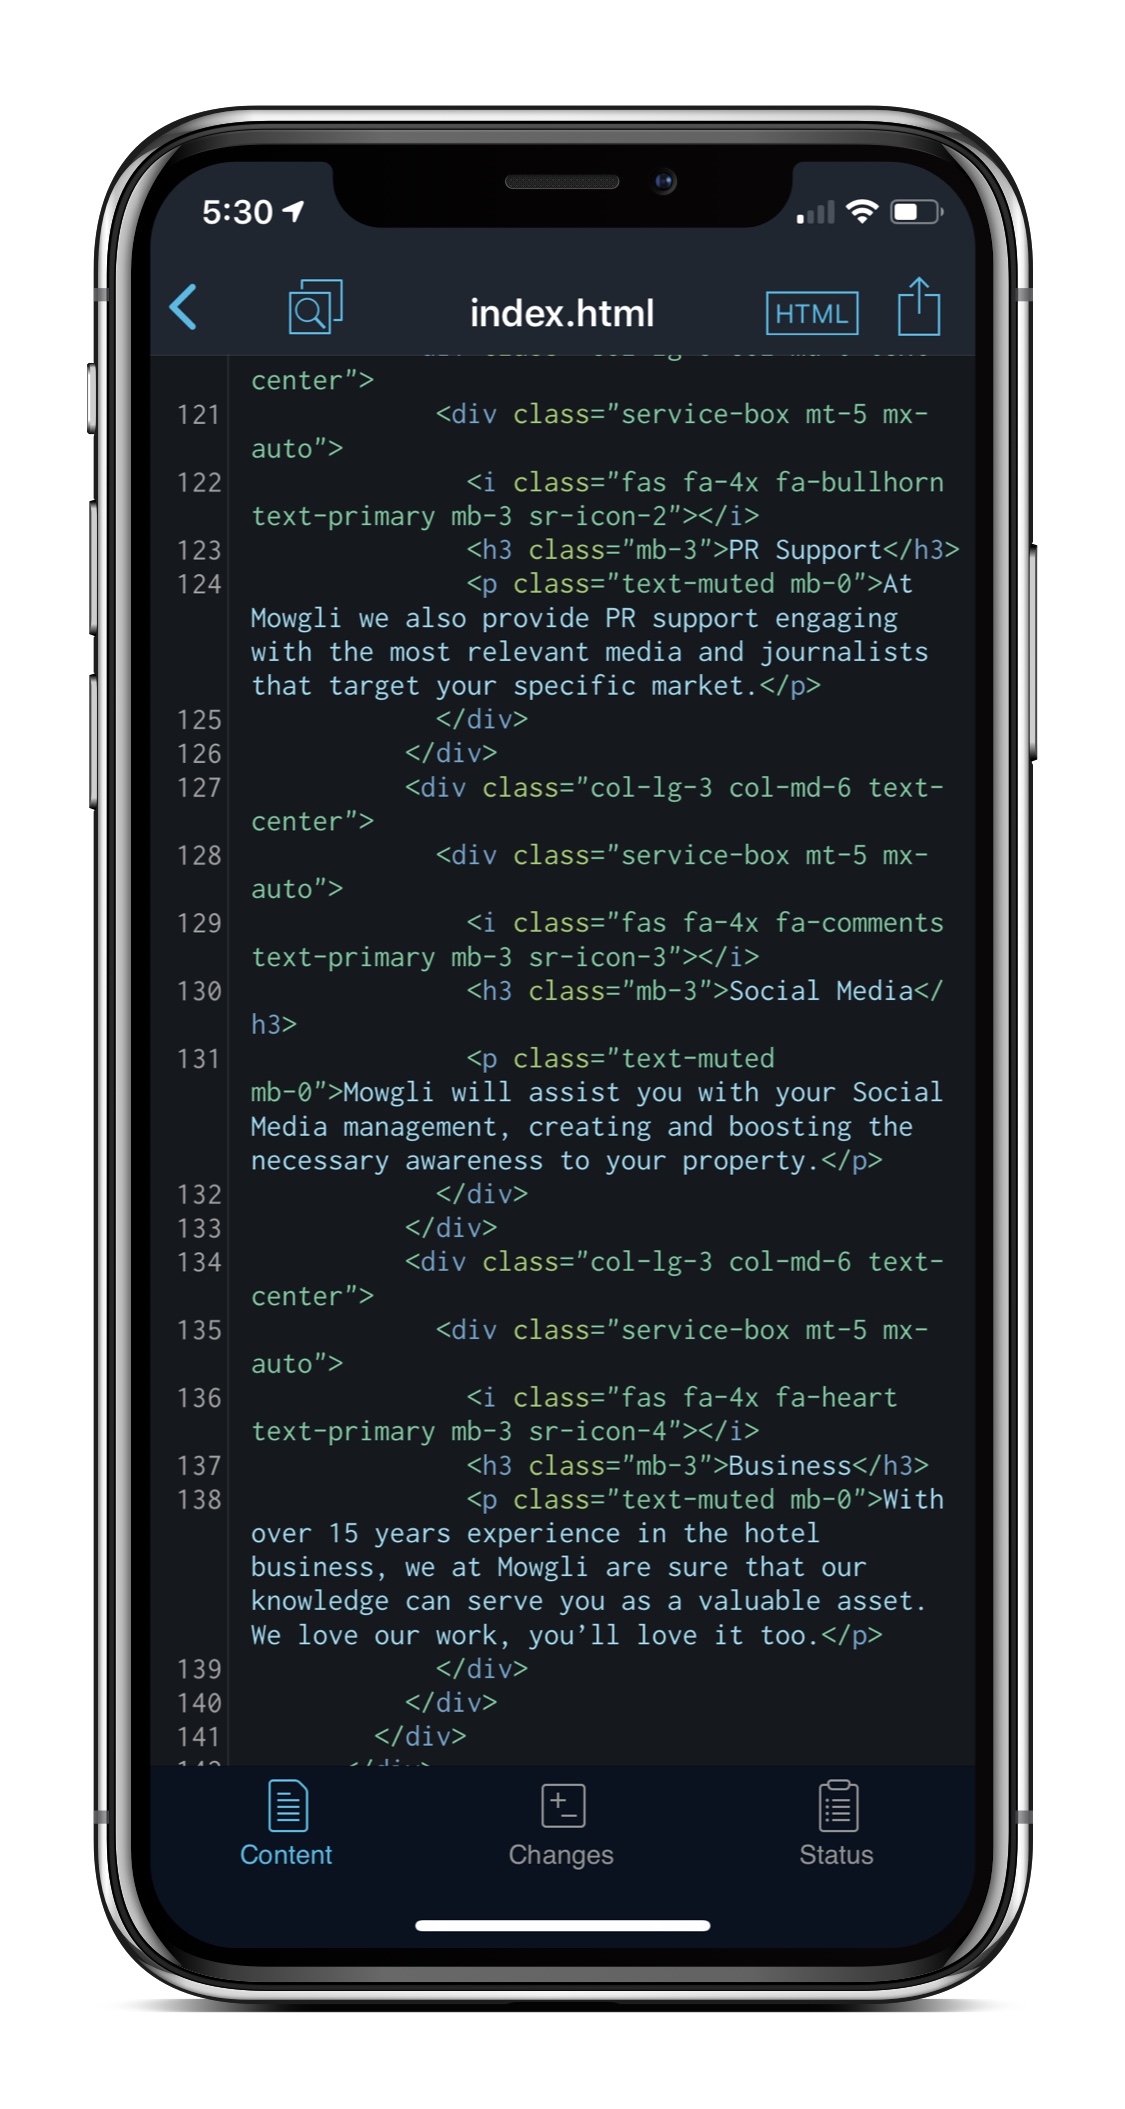 5:30
index.html
HTML
center">
121 <div class="service-box mt-5 mx-
auto">
122 <i class="fas fa-4x fa-bullhorn
text-primary mb-3 sr-icon-2"></i>
123 <h3 class="mb-3">PR Support</h3>
124 <p class="text-muted mb-0">At
Mowgli we also provide PR support engaging
with the most relevant media and journalists
that target your specific market.</p>
125 </div>
126 </div>
127 <div class="col-lg-3 col-md-6 text-
center">
128 <div class="service-box mt-5 mx-
auto">
129 <i class="fas fa-4x fa-comments
text-primary mb-3 sr-icon-3"></i>
130 <h3 class="mb-3">Social Media</
h3>
131 <p class="text-muted
mb-0">Mowgli will assist you with your Social
Media management, creating and boosting the
necessary awareness to your property.</p>
132 </div>
133 </div>
134 <div class="col-lg-3 col-md-6 text-
center">
135 <div class="service-box mt-5 mx-
auto">
136 <i class="fas fa-4x fa-heart
text-primary mb-3 sr-icon-4"></i>
137 <h3 class="mb-3">Business</h3>
138 <p class="text-muted mb-0">With
over 15 years experience in the hotel
business, we at Mowgli are sure that our
knowledge can serve you as a valuable asset.
We love our work, you’ll love it too.</p>
139 </div>
140 </div>
141 </div>
Content
Changes
Status